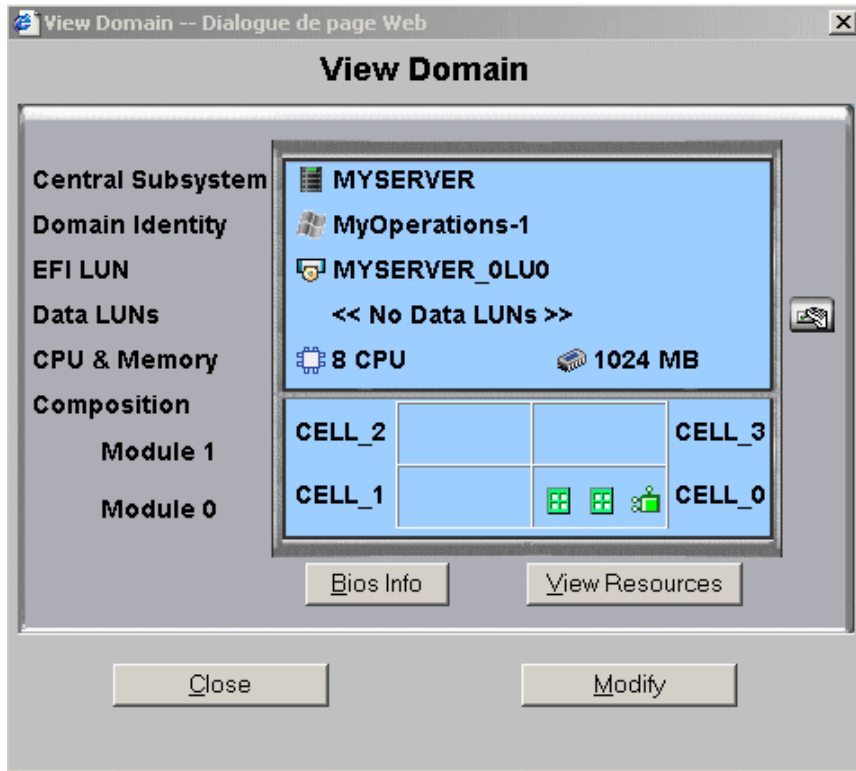 View Domain -- Dialogue de page Web
View Domain
Central Subsystem MYSERVER
Domain Identity MyOperations-1
EFI LUN MYSERVER_0LU0
Data LUNs << No Data LUNs >>
CPU & Memory 8 CPU 1024 MB
Composition
Module 1 CELL_2 CELL_3
Module 0 CELL_1 CELL_0
Bios Info View Resources
Close Modify